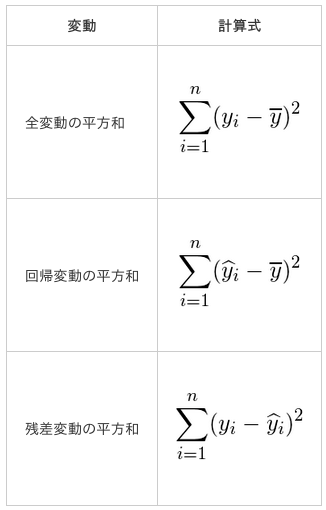 変動 計算式
全変動の平方和 $\sum_{i=1}^{n}(y_i - \overline{y})^2$
回帰変動の平方和 $\sum_{i=1}^{n}(\widehat{y}_i - \overline{y})^2$
残差変動の平方和 $\sum_{i=1}^{n}(y_i - \widehat{y}_i)^2$